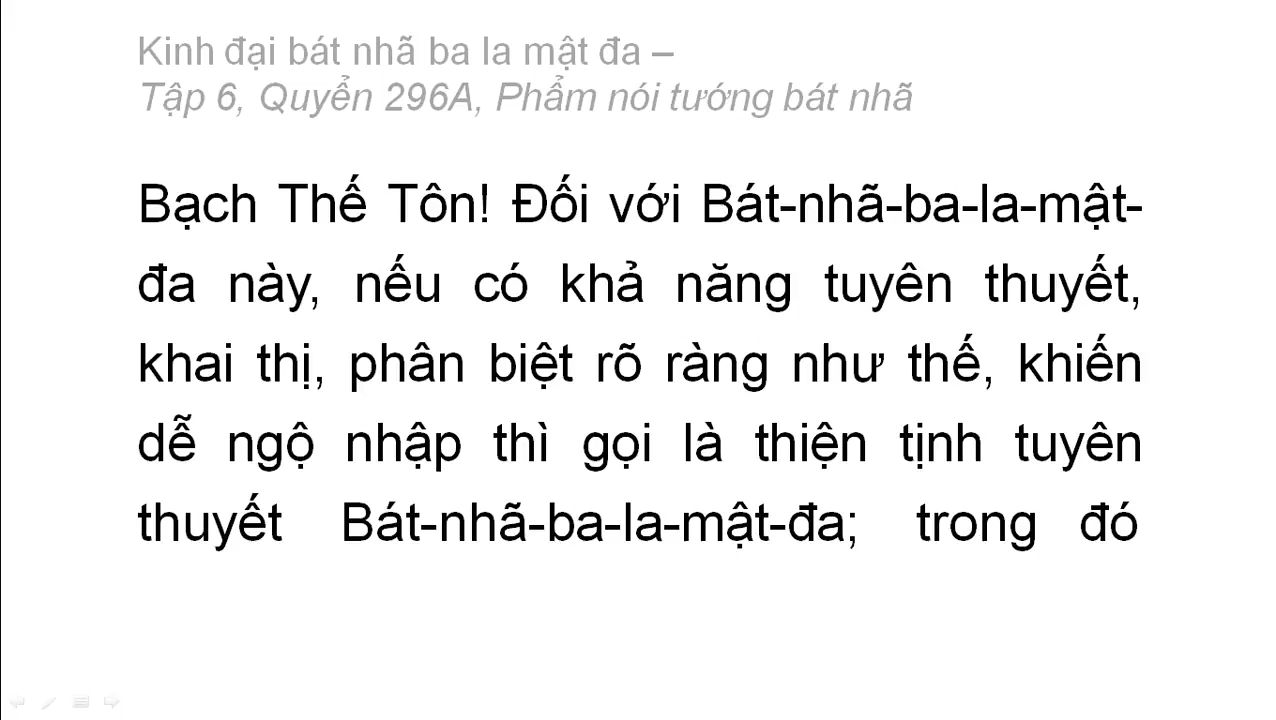 Kinh đại bát nhã ba la mật đa –
Tập 6, Quyển 296A, Phẩm nói tướng bát nhã
Bạch Thế Tôn! Đối với Bát-nhã-ba-la-mật-
đa này, nếu có khả năng tuyên thuyết,
khai thị, phân biệt rõ ràng như thế, khiến
dễ ngộ nhập thì gọi là thiện tịnh tuyên
thuyết Bát-nhã-ba-la-mật-đa; trong đó